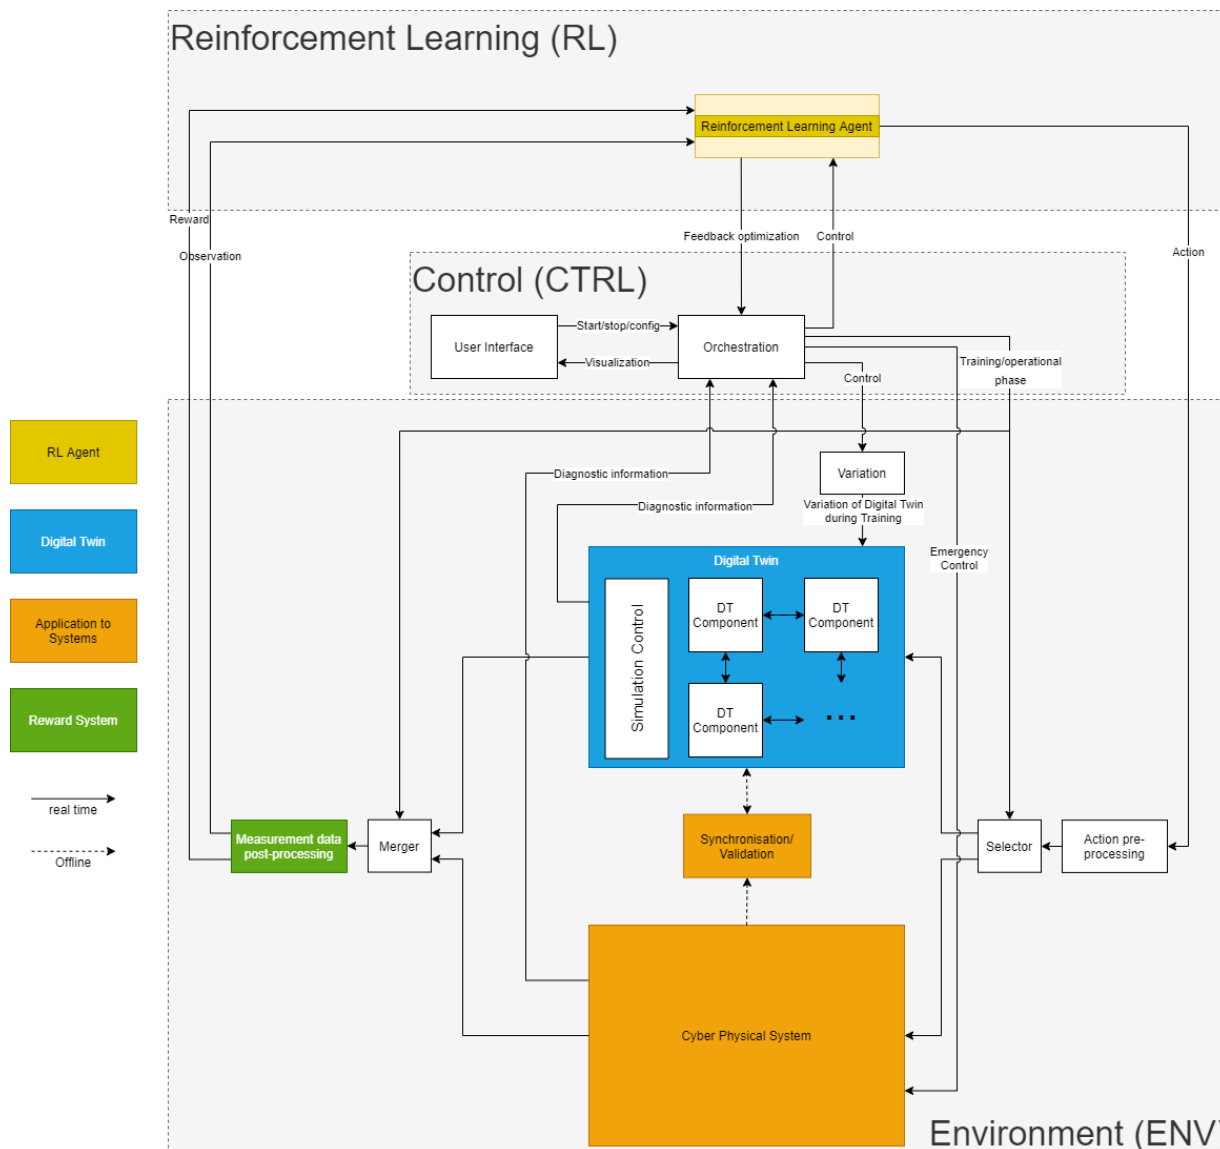 Reinforcement Learning (RL)
Reinforcement Learning Agent
Reward
Observation
Feedback optimization
Control
Action
Control (CTRL)
User Interface
Start/stop/config
Visualization
Orchestration
Training/operational
phase
Control
RL Agent
Diagnostic information
Variation
Diagnostic information
Variation of Digital Twin
during Training
Digital Twin
Digital Twin
Emergency
Control
Simulation Control
DT
Component
DT
Component
DT
Component
...
Application to
Systems
Reward System
real time
Offline
Measurement data
post-processing
Merger
Synchronisation/
Validation
Selector
Action pre-
processing
Cyber Physical System
Environment (ENV